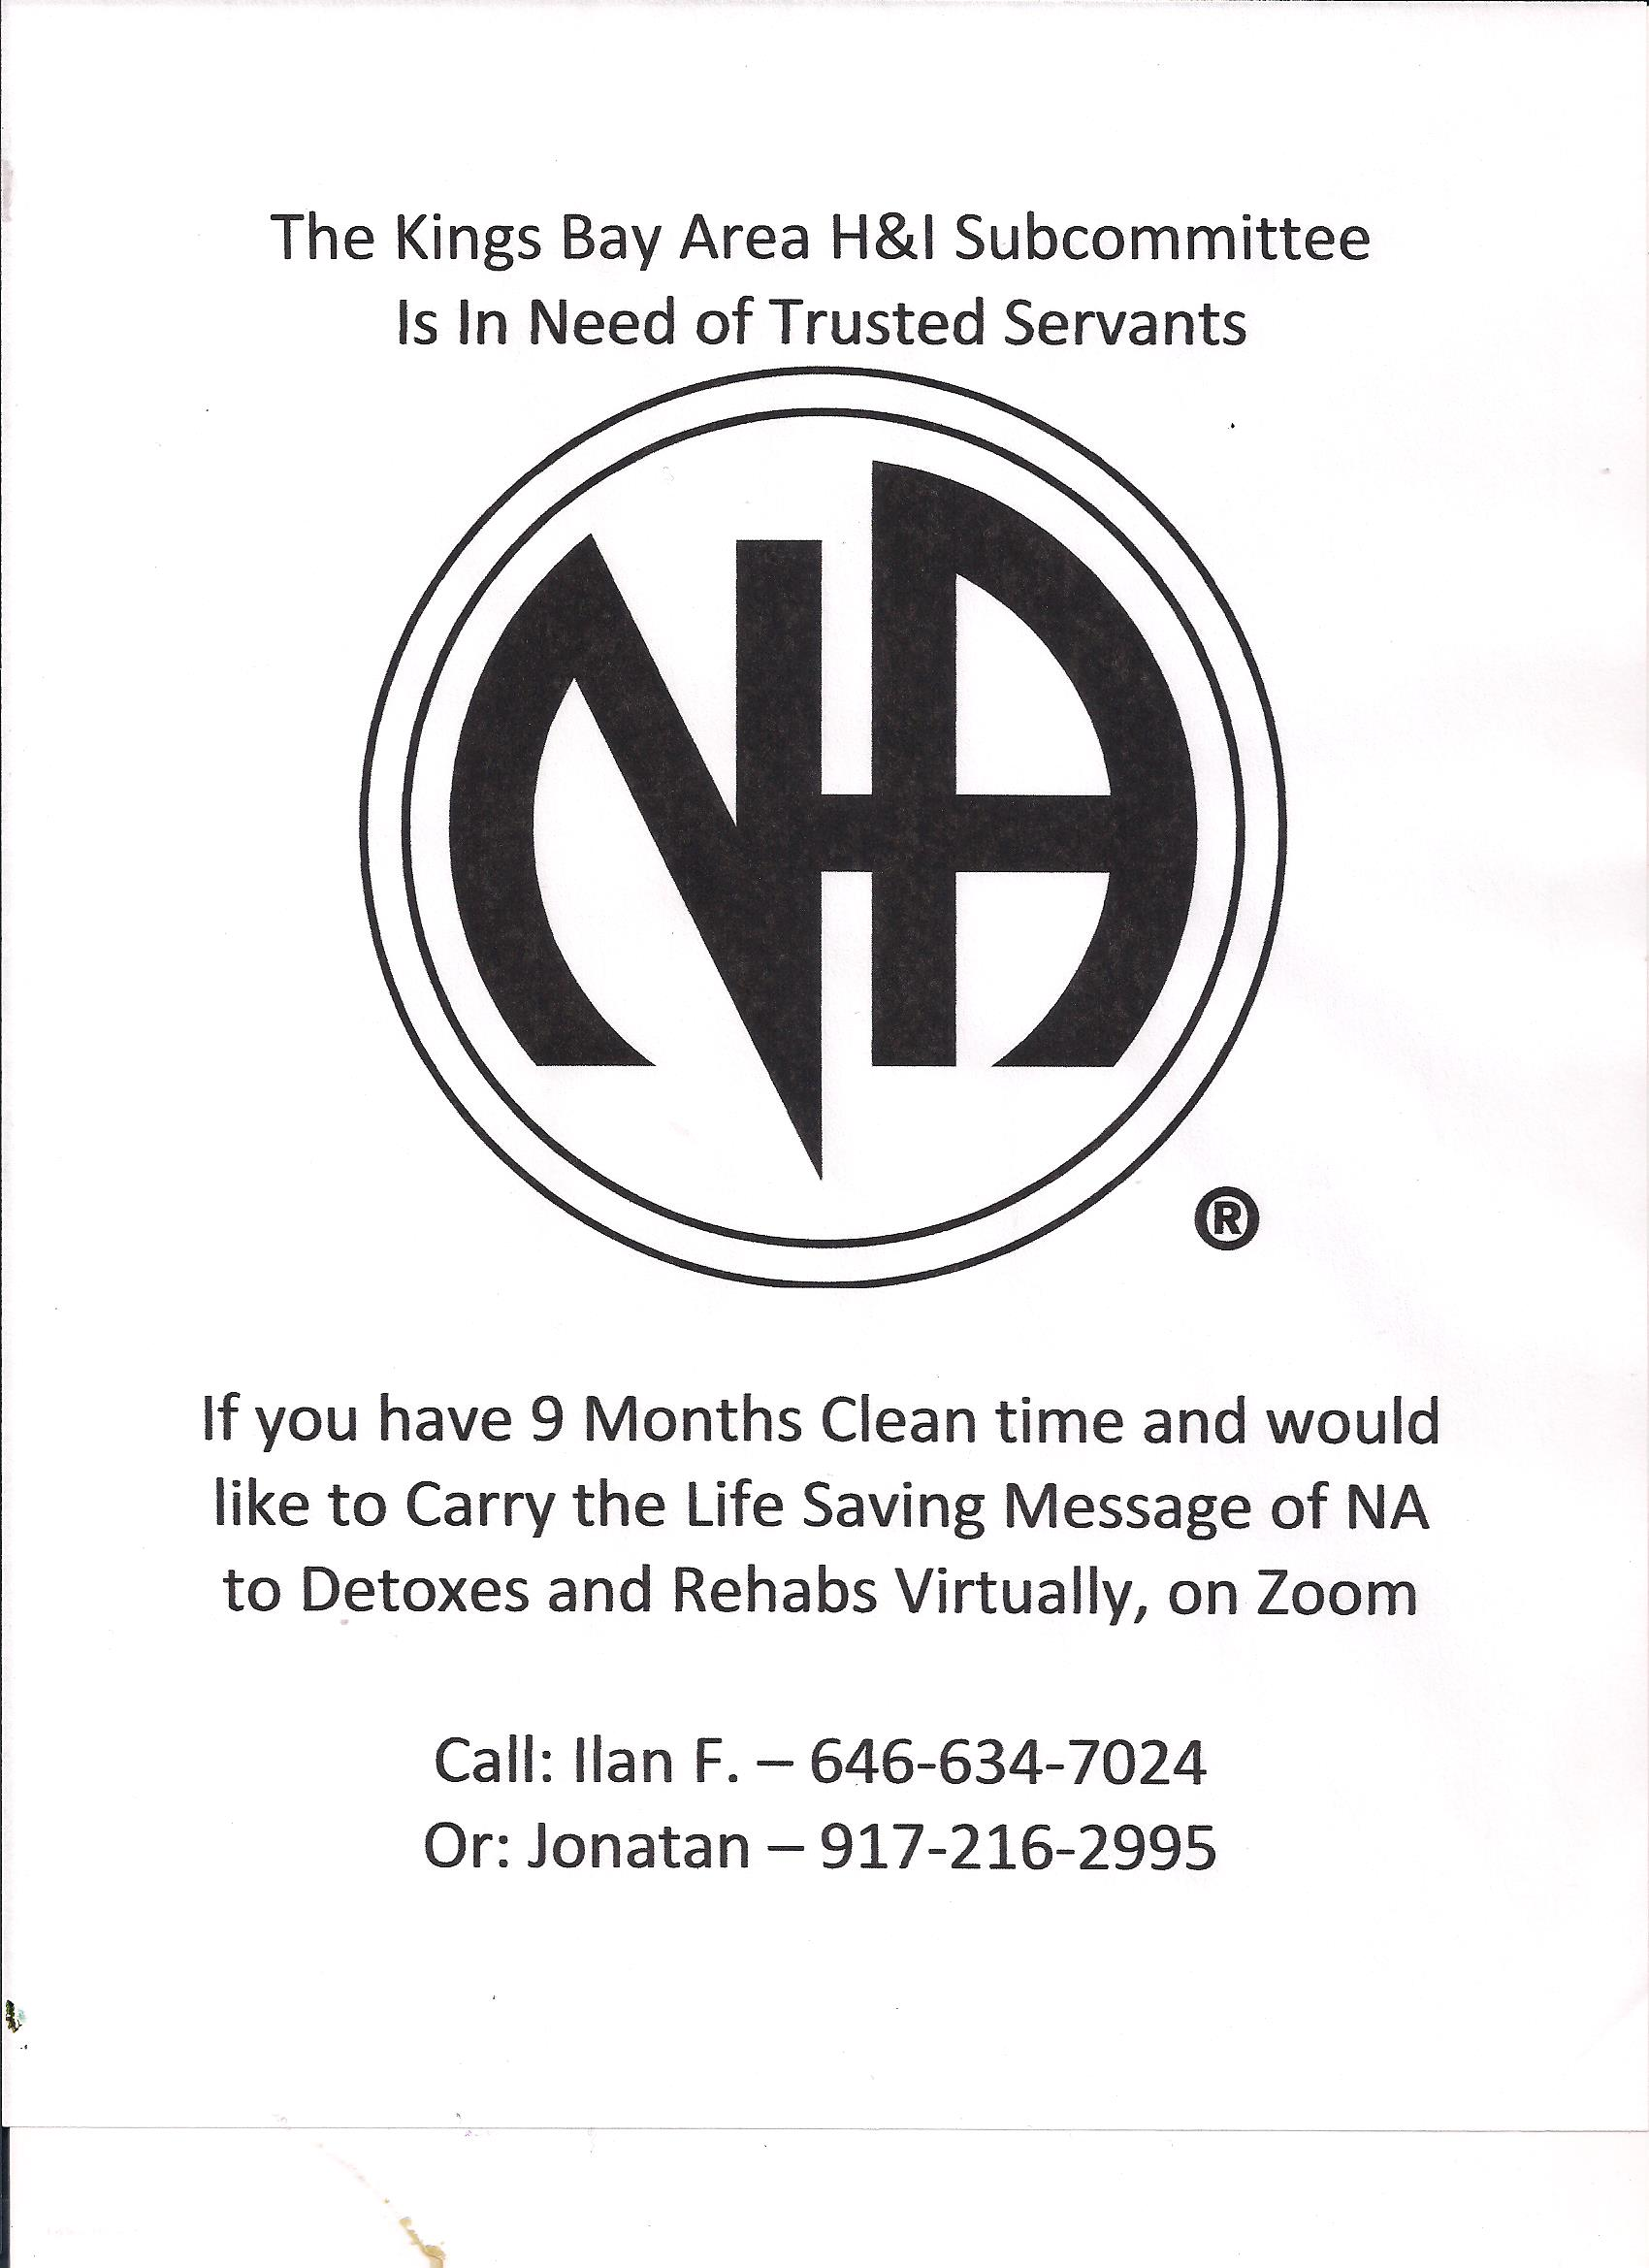 The Kings Bay Area H&I Subcommittee
Is In Need of Trusted Servants
NA
®
If you have 9 Months Clean time and would
like to Carry the Life Saving Message of NA
to Detoxes and Rehabs Virtually, on Zoom
Call: Ilan F. – 646-634-7024
Or: Jonatan – 917-216-2995